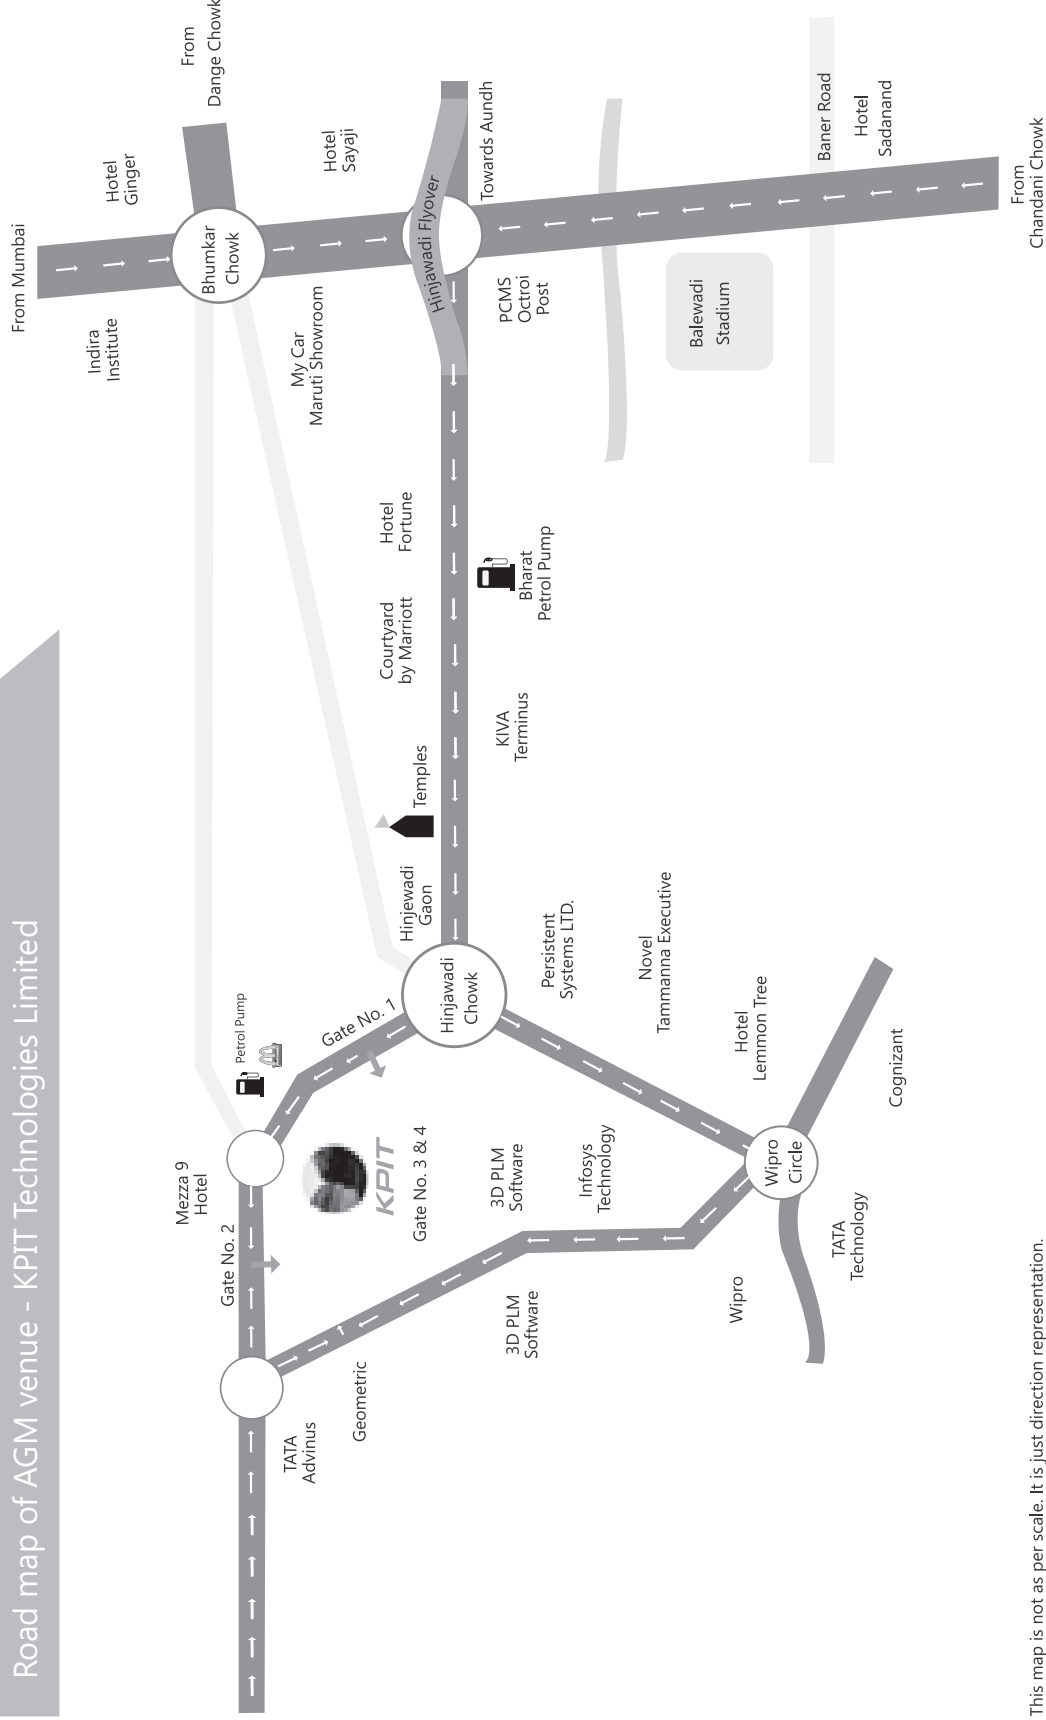 Road map of AGM venue - KPIT Technologies Limited
From Mumbai
From
Dange Chowk
Indira
Institute
Hotel
Ginger
Bhumkar
Chowk
My Car
Maruti Showroom
Hotel
Sayaji
Hinjawadi Flyover
Towards Aundh
PCMS
Octroi
Post
Balewadi
Stadium
Baner Road
Hotel
Sadanand
From
Chandani Chowk
Hotel
Fortune
Courtyard
by Marriott
Bharat
Petrol Pump
KIVA
Terminus
Temples
Hinjewadi
Gaon
Hinjawadi
Chowk
Gate No. 1
Petrol Pump
Mezza 9
Hotel
Gate No. 2
KPIT
Gate No. 3 & 4
Persistent
Systems LTD.
Novel
Tammanna Executive
Hotel
Lemmon Tree
Cognizant
Wipro
Circle
3D PLM
Software
Infosys
Technology
TATA
Technology
Wipro
3D PLM
Software
Geometric
TATA
Advinus
This map is not as per scale. It is just direction representation.